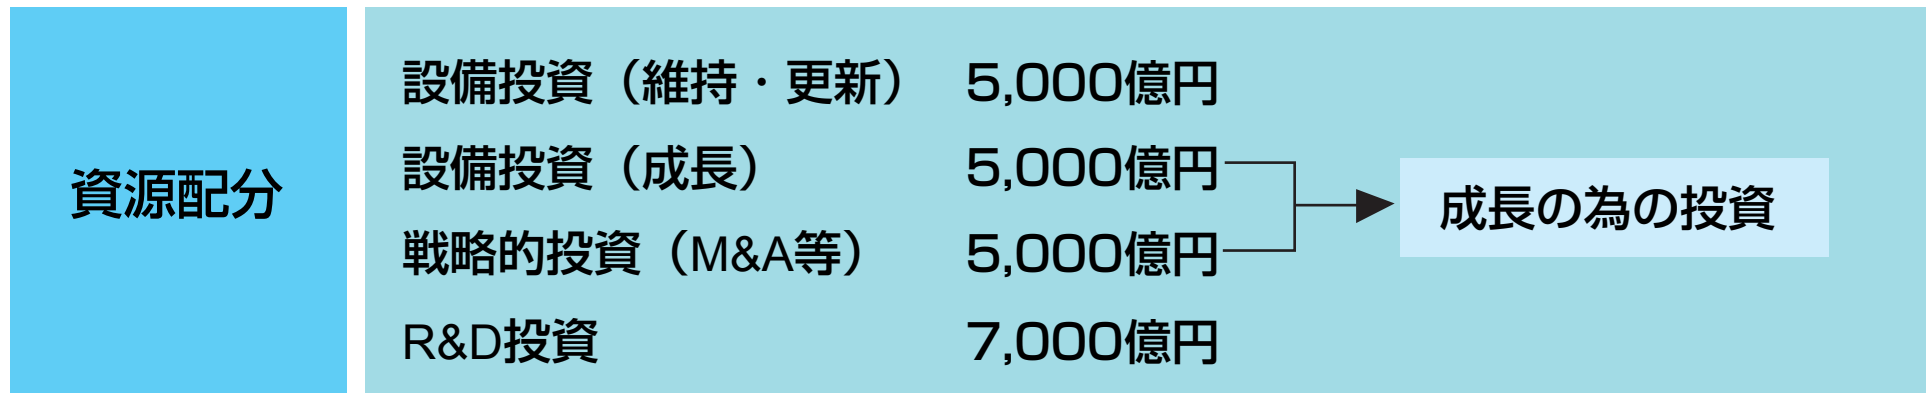 資源配分
設備投資（維持・更新） 5,000億円
設備投資（成長） 5,000億円
戦略的投資（M&A等） 5,000億円
R&D投資 7,000億円
成長の為の投資